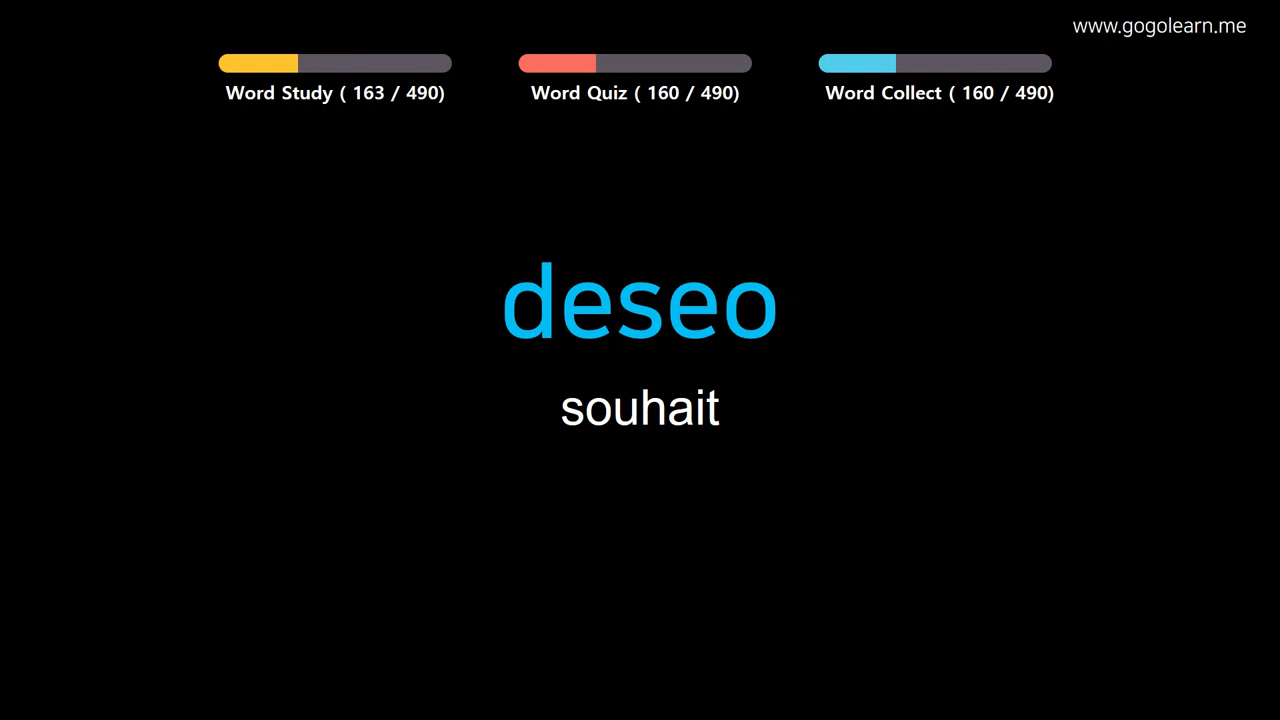 www.gogolearn.me
Word Study ( 163 / 490)
Word Quiz ( 160 / 490)
Word Collect ( 160 / 490)
deseo
souhait